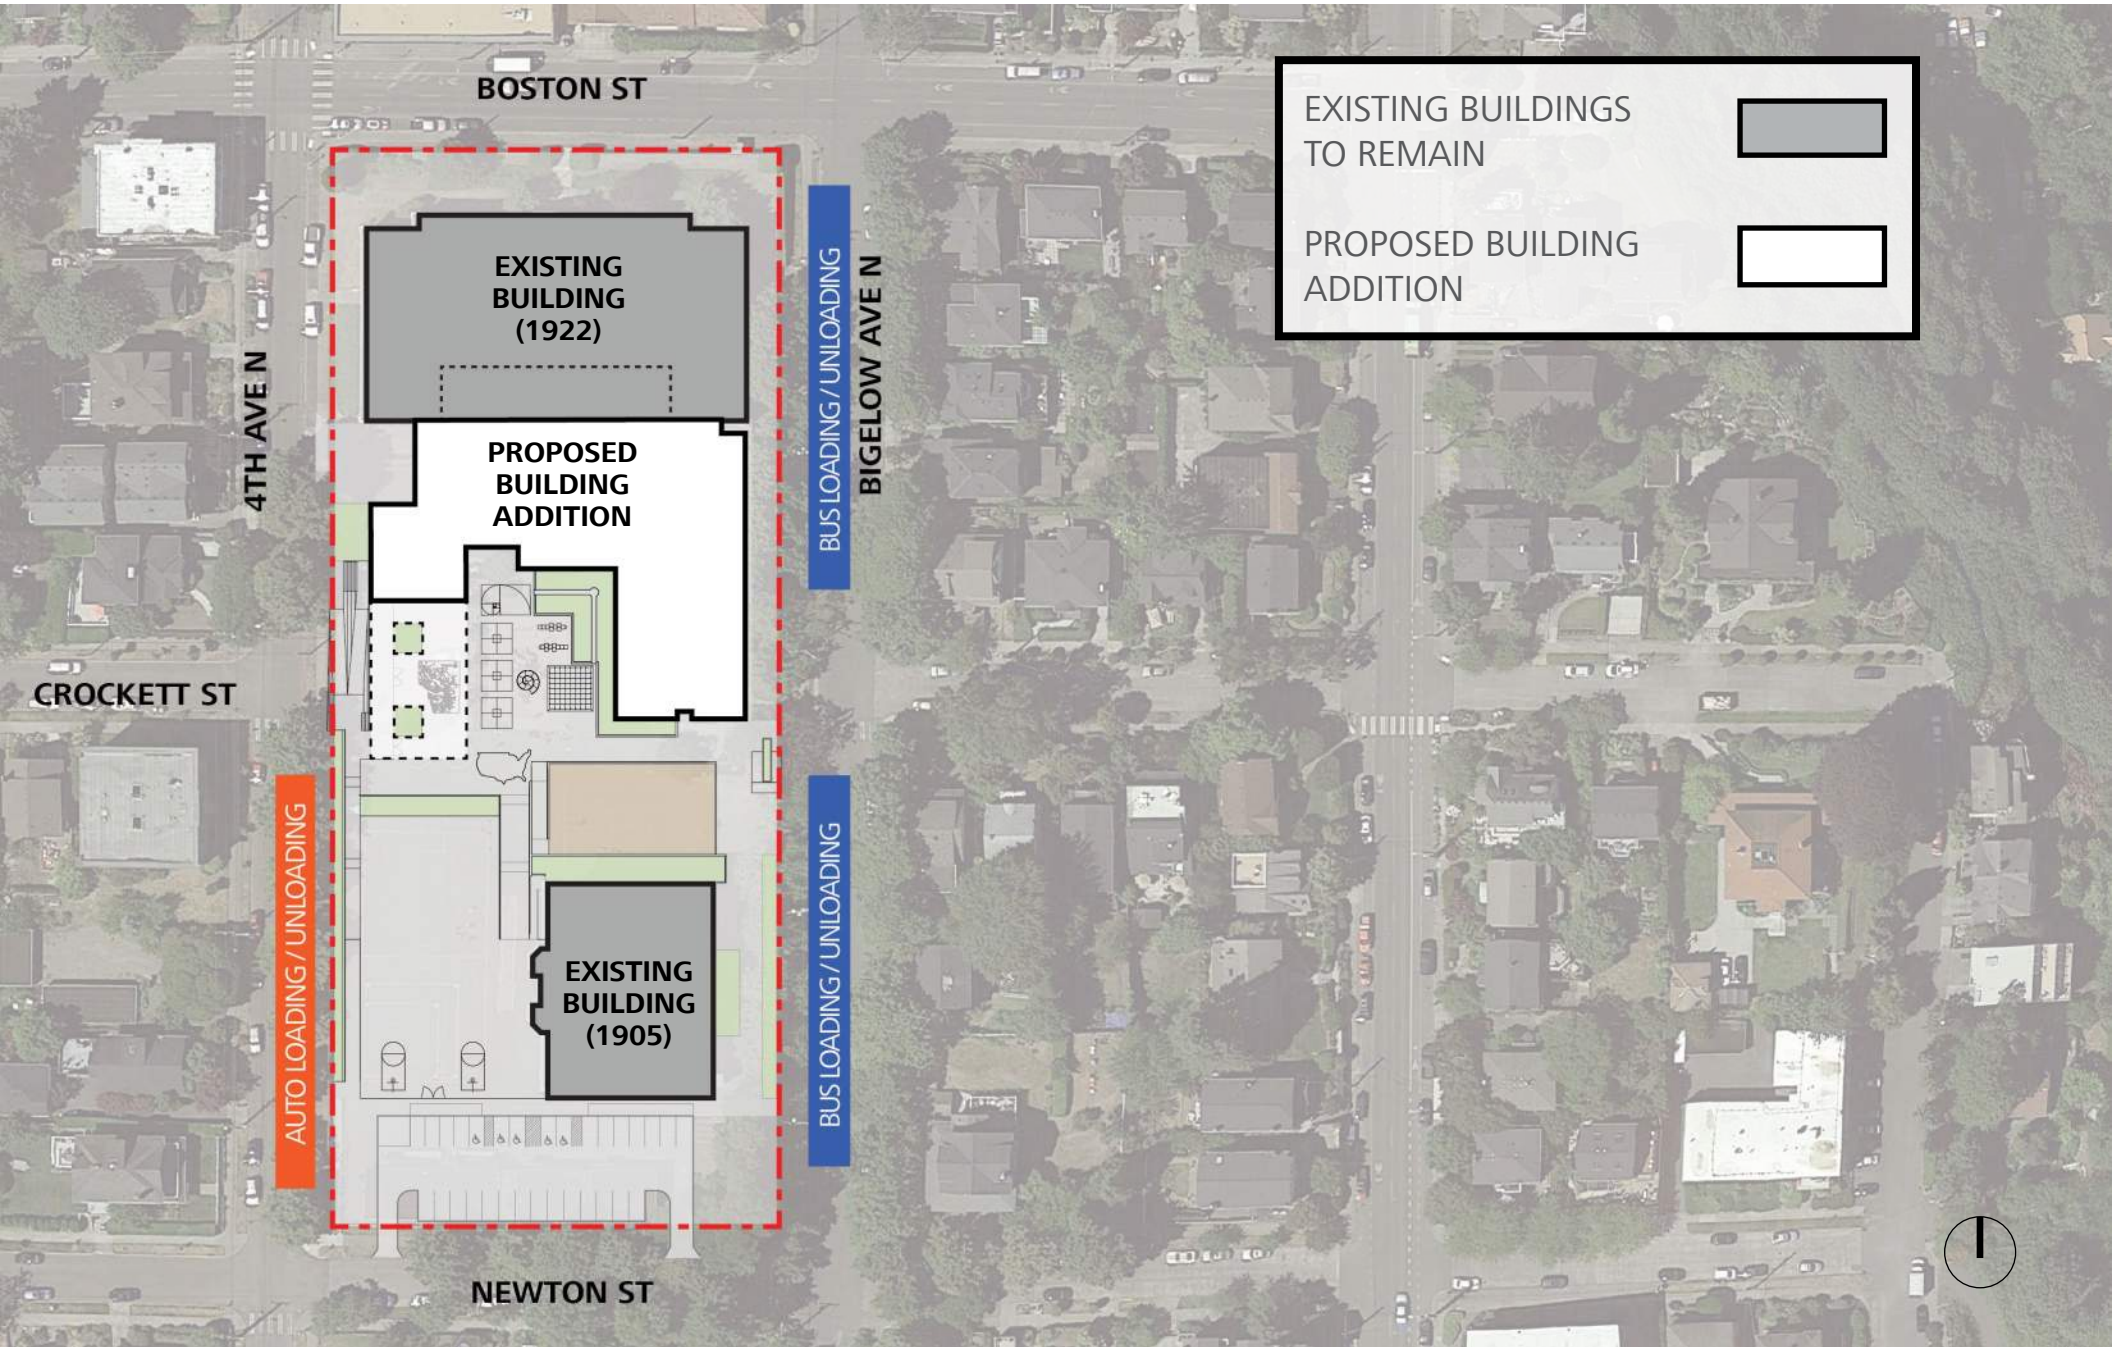 BOSTON ST
EXISTING BUILDINGS
TO REMAIN
PROPOSED BUILDING
ADDITION
EXISTING
BUILDING
(1922)
BUS LOADING / UNLOADING
BIGELOW AVE N
4TH AVE N
PROPOSED
BUILDING
ADDITION
CROCKETT ST
AUTO LOADING / UNLOADING
BUS LOADING / UNLOADING
EXISTING
BUILDING
(1905)
NEWTON ST